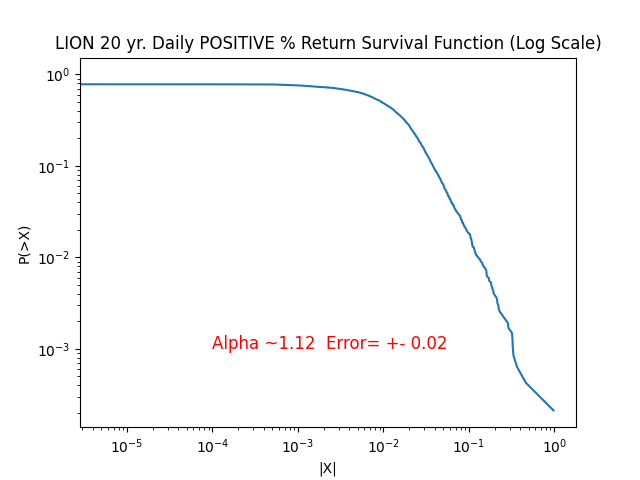 LION 20 yr. Daily POSITIVE % Return Survival Function (Log Scale)
10⁰
10⁻¹
10⁻²
10⁻³
P(>X)
Alpha ~1.12  Error= +- 0.02
10⁻⁵ 10⁻⁴ 10⁻³ 10⁻² 10⁻¹ 10⁰
|X|